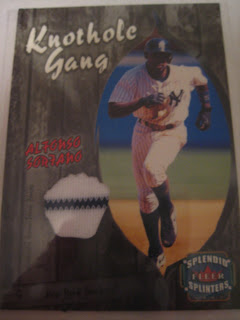 Knothole
Gang
ALFONSO
SORIANO
"SPLENDID
FLEER
SPLINTERS"